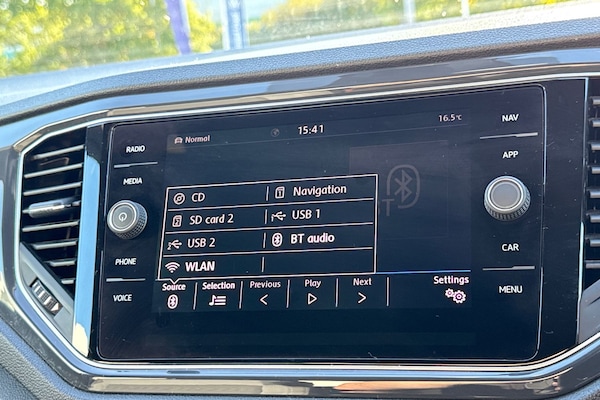 Normal 15:41 16.5°C
RADIO
MEDIA
PHONE
VOICE
CD Navigation
SD card 2 USB 1
USB 2 BT audio
WLAN
Source Selection Previous Play Next Settings
NAV
APP
CAR
MENU